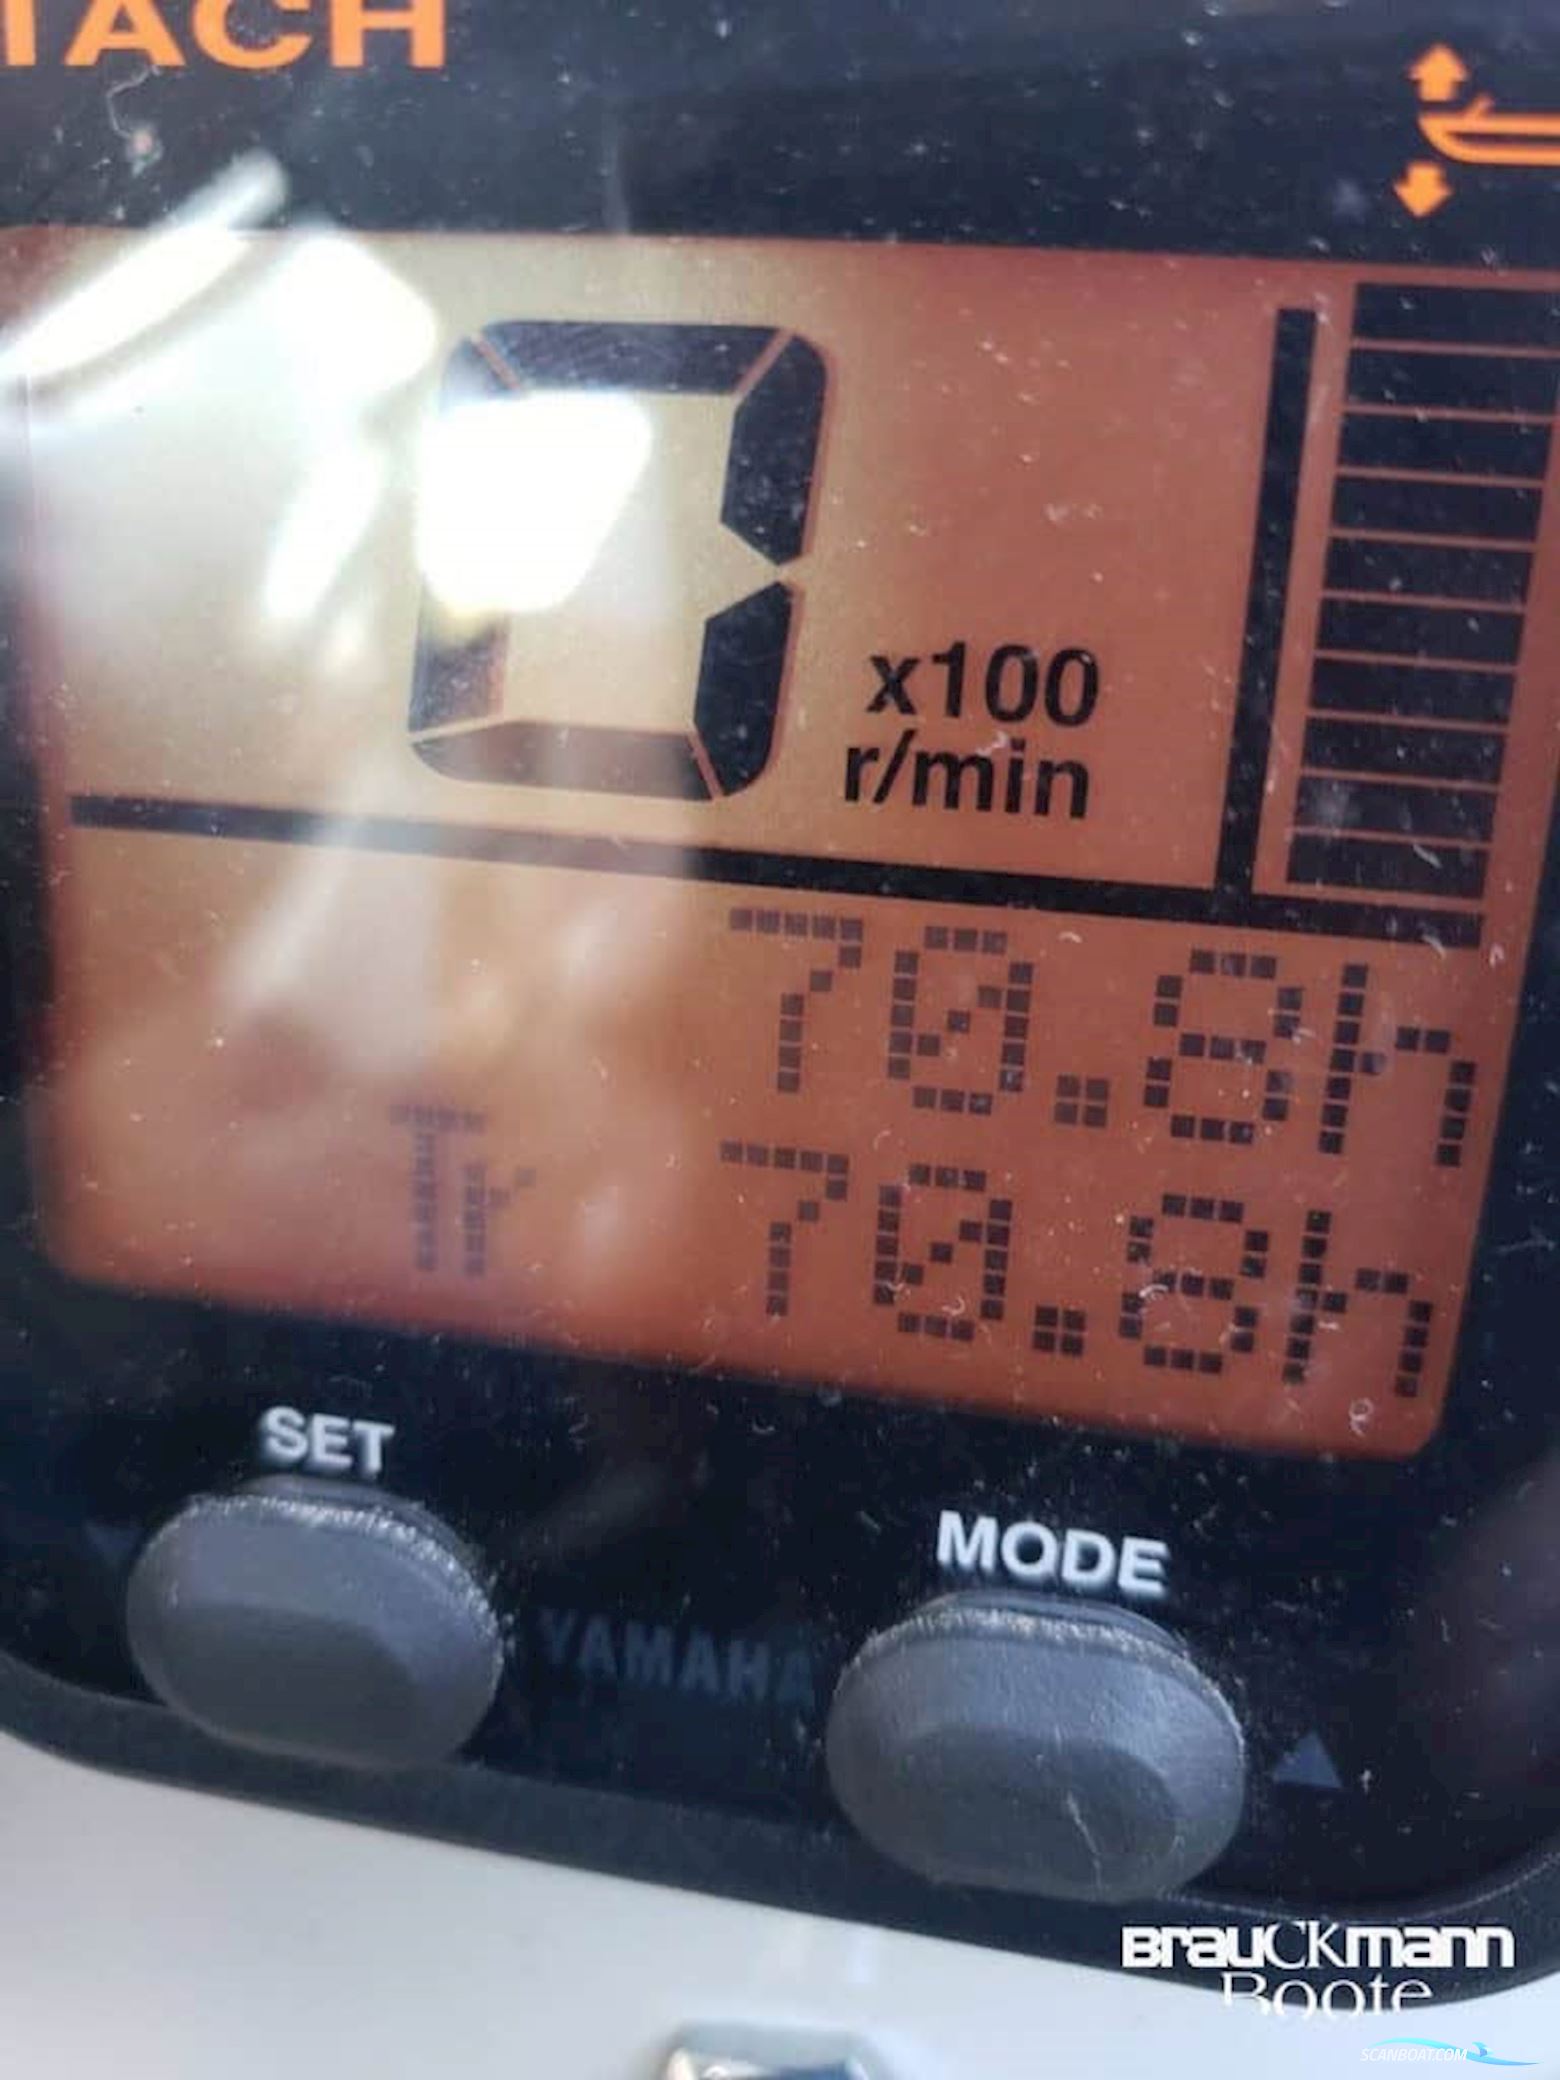 TACH
0
x100
r/min
70.8h
Tr 70.8h
SET
MODE
YAMAHA
Brauckmann
Boote
SCANBOAT.COM